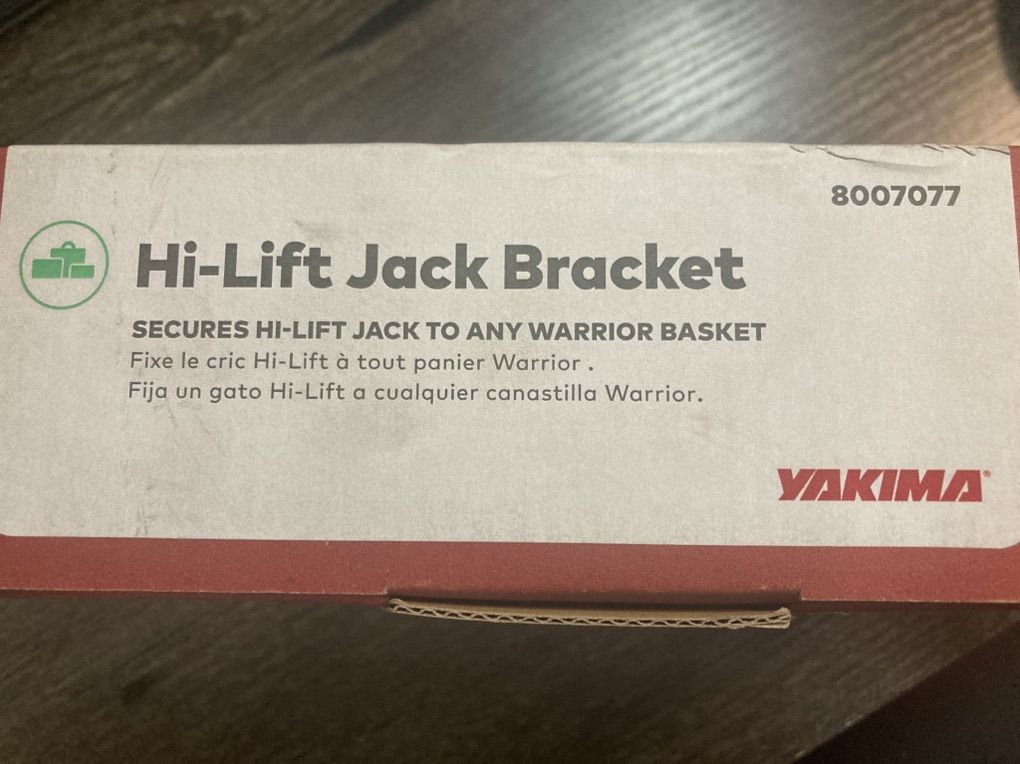 8007077
Hi-Lift Jack Bracket
SECURES HI-LIFT JACK TO ANY WARRIOR BASKET
Fixe le cric Hi-Lift à tout panier Warrior .
Fija un gato Hi-Lift a cualquier canastilla Warrior.
YAKIMA®